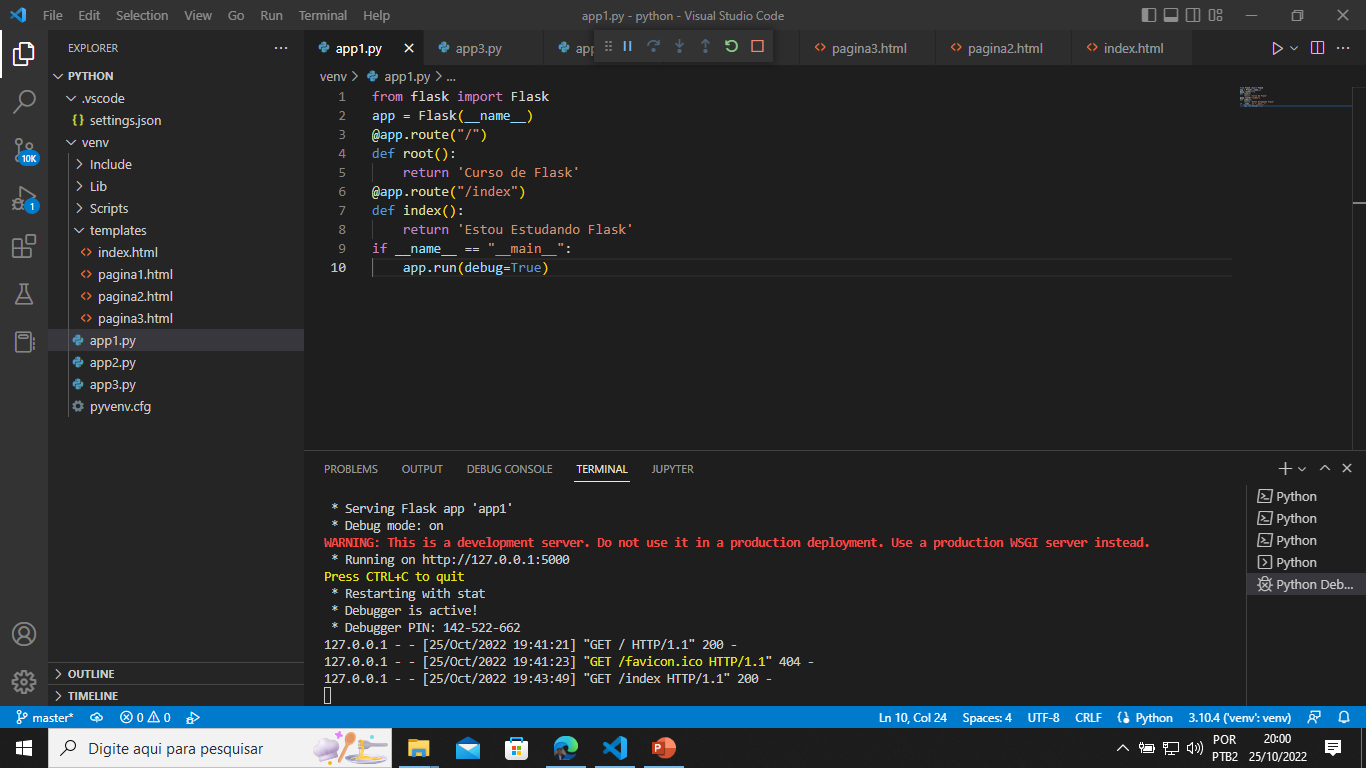 File Edit Selection View Go Run Terminal Help app1.py - python - Visual Studio Code
EXPLORER
PYTHON
.vscode
{} settings.json
venv
Include
Lib
Scripts
templates
<> index.html
<> pagina1.html
<> pagina2.html
<> pagina3.html
app1.py
app2.py
app3.py
pyvenv.cfg
OUTLINE
TIMELINE
10K
1
app1.py app3.py app <> pagina3.html <> pagina2.html <> index.html
venv > app1.py > ...
1 from flask import Flask
2 app = Flask(__name__)
3 @app.route("/")
4 def root():
5 return 'Curso de Flask'
6 @app.route("/index")
7 def index():
8 return 'Estou Estudando Flask'
9 if __name__ == "__main__":
10 app.run(debug=True)
PROBLEMS OUTPUT DEBUG CONSOLE TERMINAL JUPYTER
* Serving Flask app 'app1'
* Debug mode: on
WARNING: This is a development server. Do not use it in a production deployment. Use a production WSGI server instead.
* Running on http://127.0.0.1:5000
Press CTRL+C to quit
* Restarting with stat
* Debugger is active!
* Debugger PIN: 142-522-662
127.0.0.1 - - [25/Oct/2022 19:41:21] "GET / HTTP/1.1" 200 -
127.0.0.1 - - [25/Oct/2022 19:41:23] "GET /favicon.ico HTTP/1.1" 404 -
127.0.0.1 - - [25/Oct/2022 19:43:49] "GET /index HTTP/1.1" 200 -
Python
Python
Python
Python
Python Deb...
master* 0 0 Ln 10, Col 24 Spaces: 4 UTF-8 CRLF Python 3.10.4 ('venv': venv)
Digite aqui para pesquisar
POR
PTB2
20:00
25/10/2022